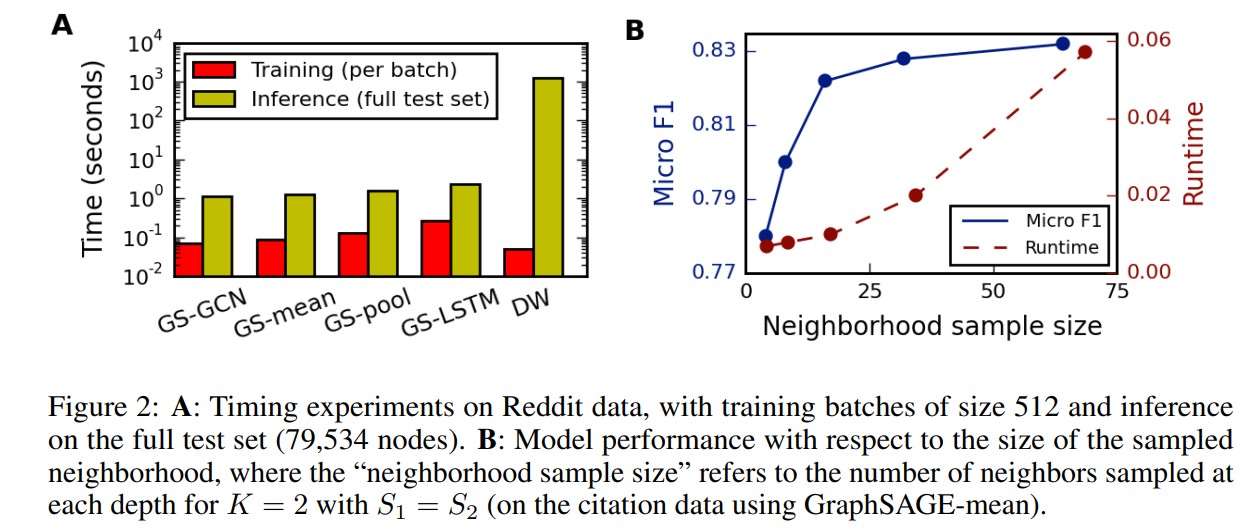 A
Time (seconds)
10^4
10^3
10^2
10^1
10^0
10^-1
10^-2
Training (per batch)
Inference (full test set)
GS-GCN
GS-mean
GS-pool
GS-LSTM
DW
B
Micro F1
0.83
0.81
0.79
0.77
0.06
0.04
0.02
0.00
Runtime
Micro F1
Runtime
0
25
50
75
Neighborhood sample size
Figure 2: A: Timing experiments on Reddit data, with training batches of size 512 and inference
on the full test set (79,534 nodes). B: Model performance with respect to the size of the sampled
neighborhood, where the “neighborhood sample size” refers to the number of neighbors sampled at
each depth for K = 2 with S₁ = S₂ (on the citation data using GraphSAGE-mean).